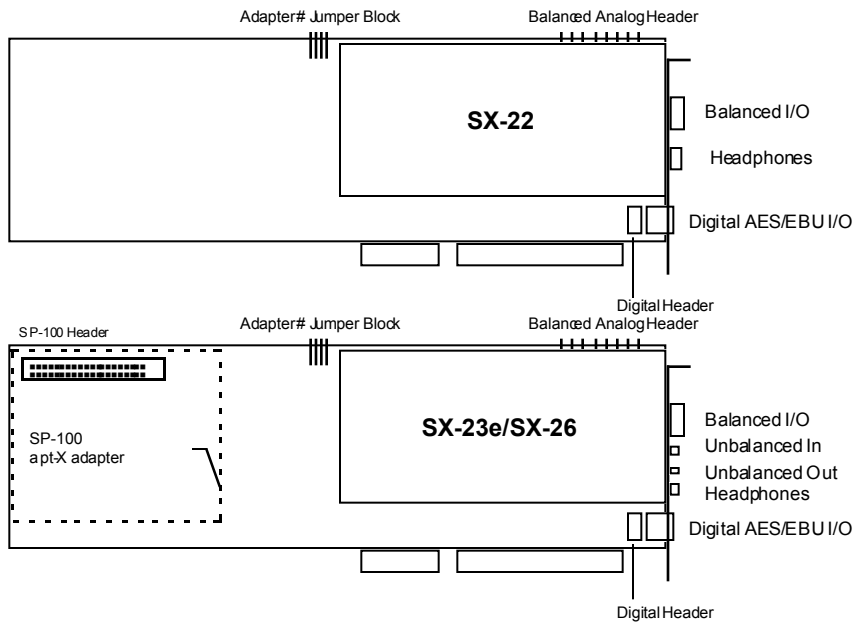 Adapter# Jumper Block
Balanced Analog Header
SX-22
Balanced I/O
Headphones
Digital AES/EBU I/O
Digital Header
SP-100 Header
Adapter# Jumper Block
Balanced Analog Header
SP-100
apt-X adapter
SX-23e/SX-26
Balanced I/O
Unbalanced In
Unbalanced Out
Headphones
Digital AES/EBU I/O
Digital Header